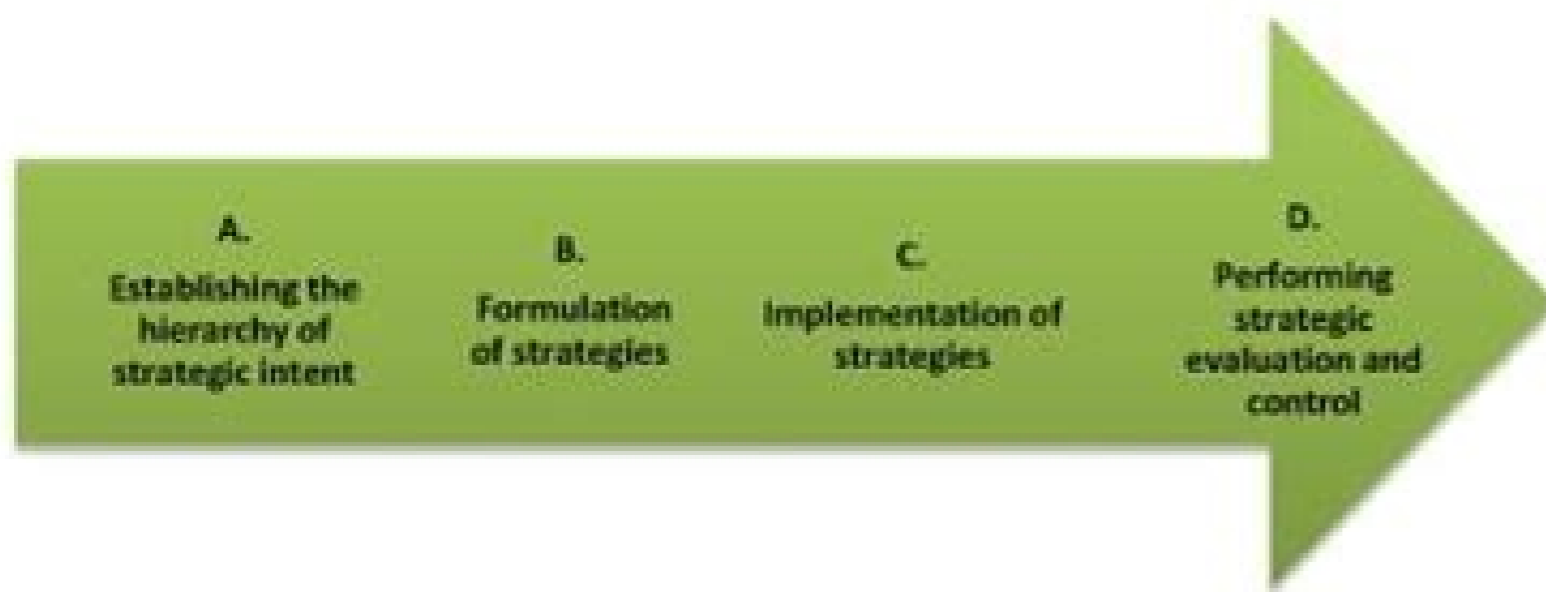 A.
Establishing the
hierarchy of
strategic intent
B.
Formulation
of strategies
C.
Implementation of
strategies
D.
Performing
strategic
evaluation and
control